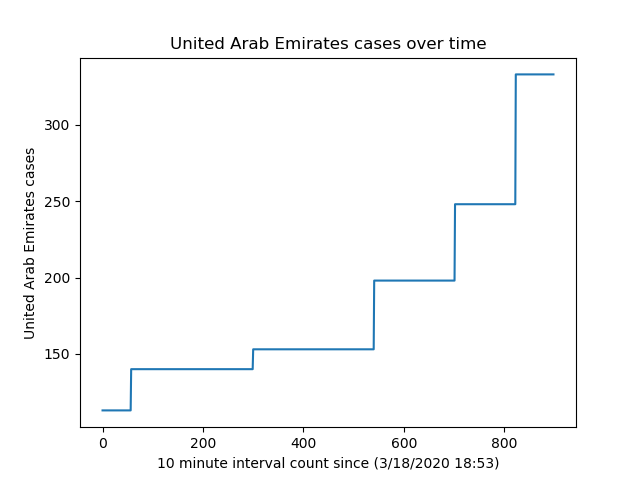 United Arab Emirates cases over time
United Arab Emirates cases
300
250
200
150
0 200 400 600 800
10 minute interval count since (3/18/2020 18:53)